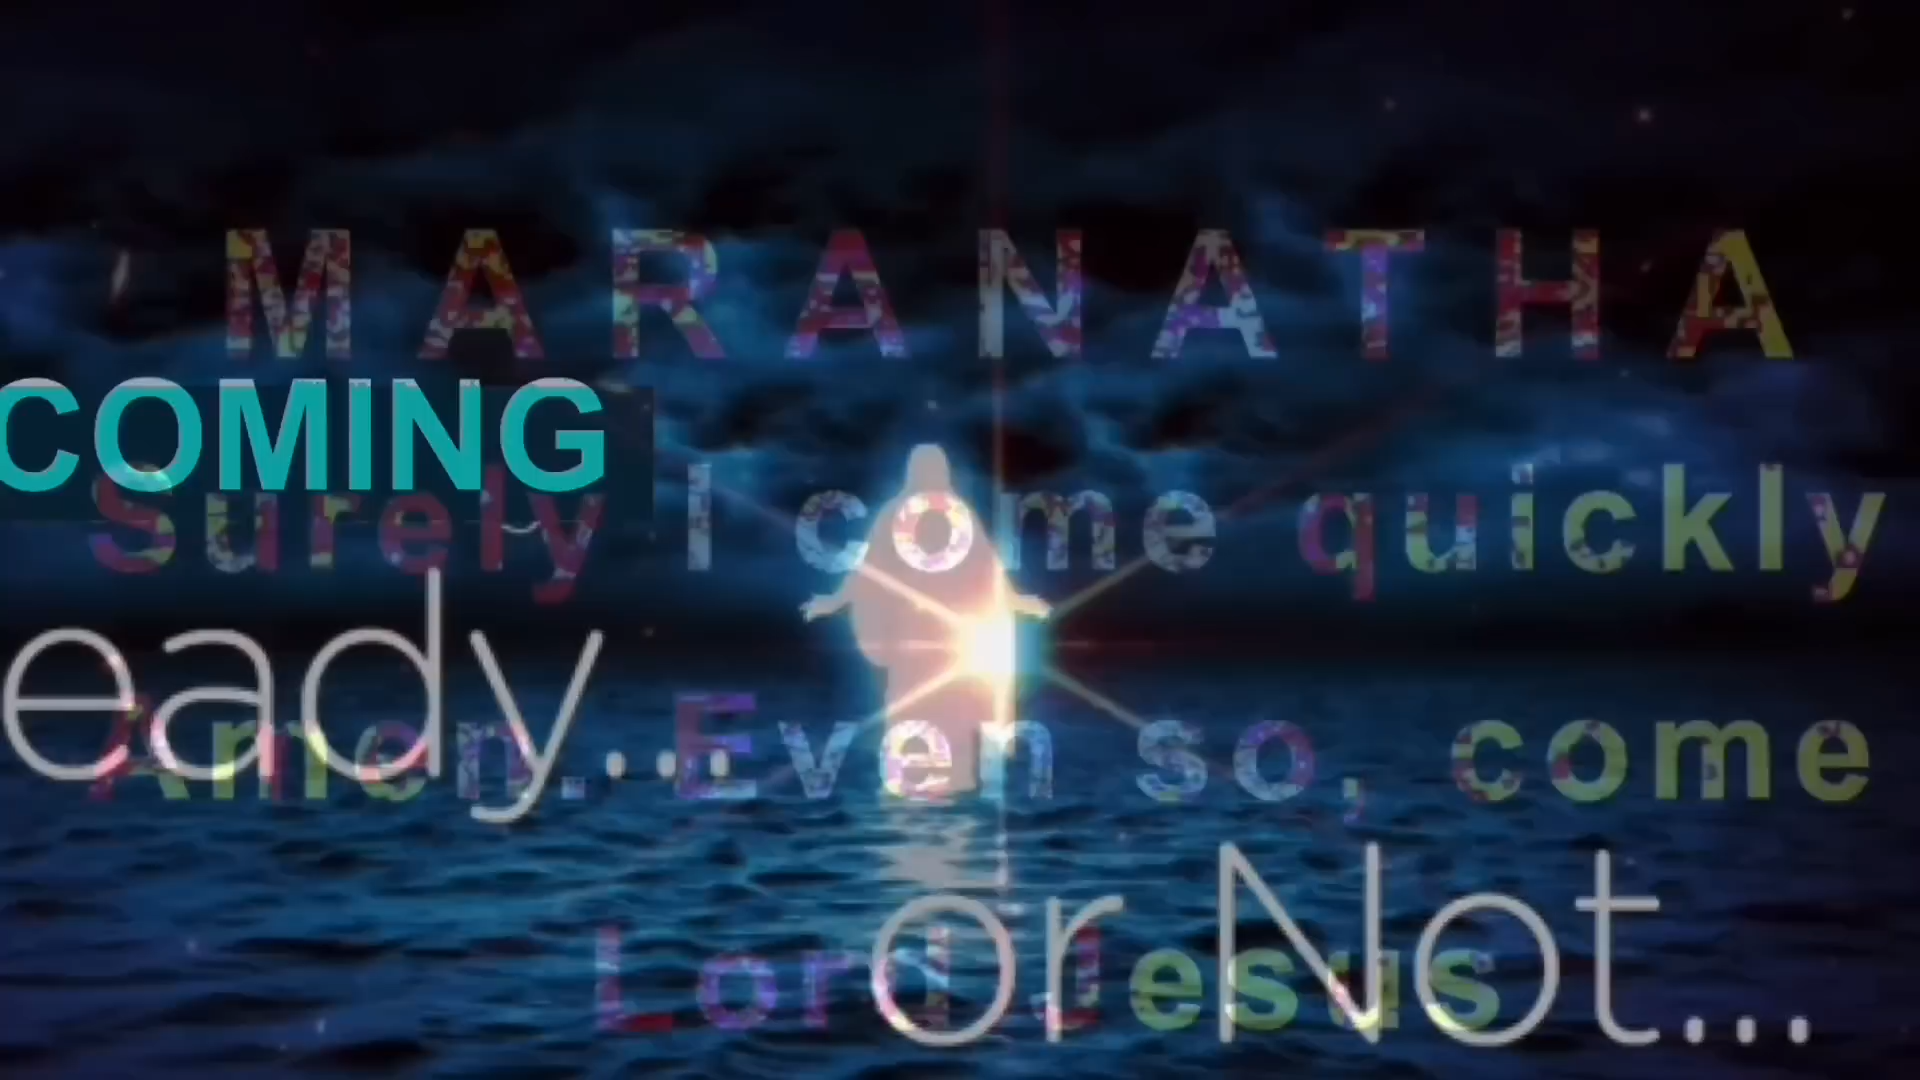 MARANATHA
COMING
Surely I come quickly
eady...
Amen. Even so, come
or Not...
Lord Jesus